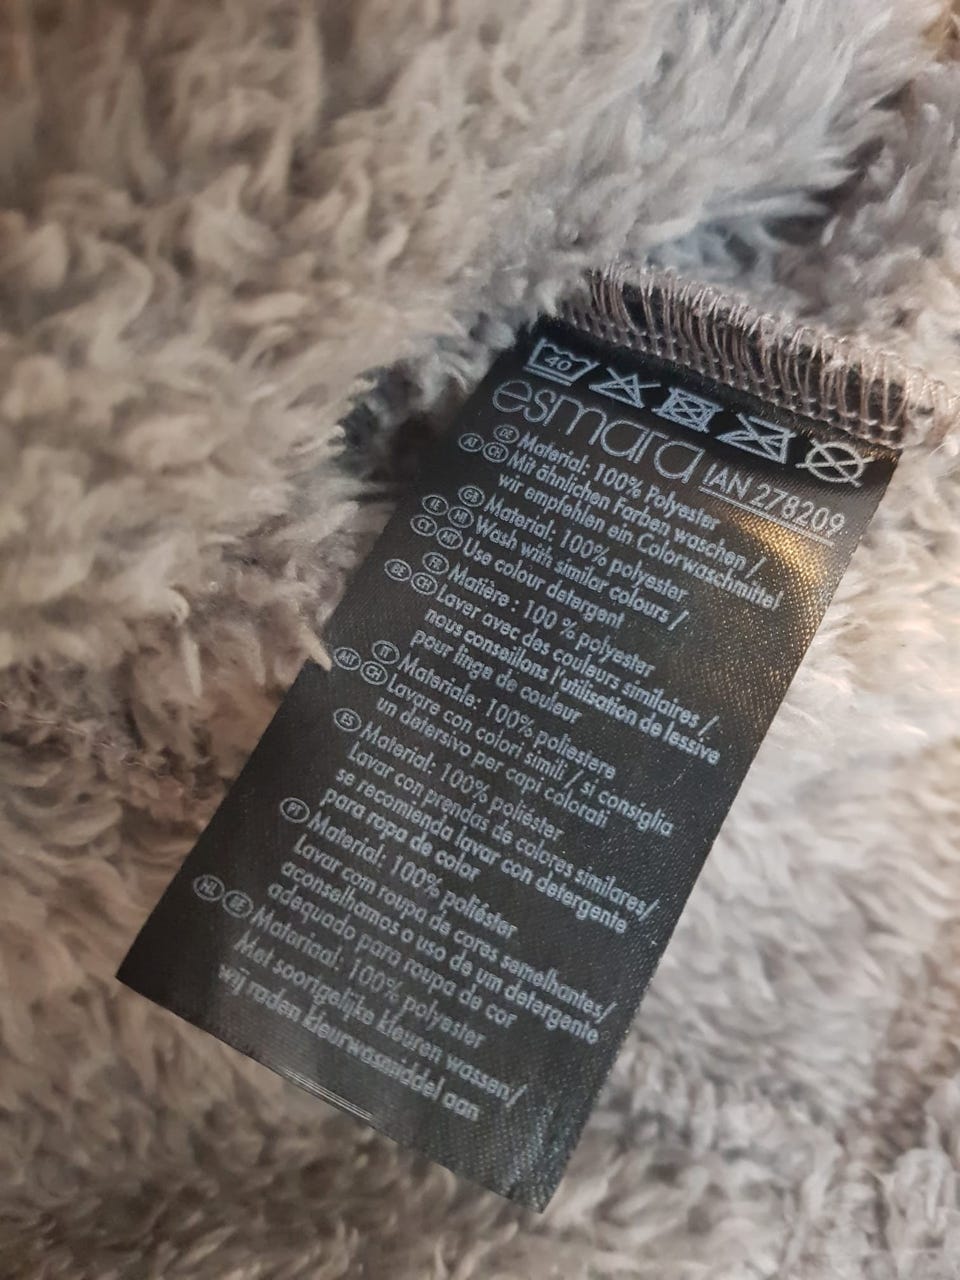 40
esmara
IAN 278209
DE Material: 100% Polyester
AT CH Mit ähnlichen Farben waschen /
wir empfehlen ein Colorwaschmittel
GB Material: 100% polyester
IE NI Wash with similar colours /
CY MT Use colour detergent
FR Matière : 100 % polyester
BE CH Laver avec des couleurs similaires /
nous conseillons l'utilisation de lessive
pour linge de couleur
IT Materiale: 100% poliestere
MT CH Lavare con colori simili / si consiglia
un detersivo per capi colorati
ES Material: 100% poliéster
Lavar con prendas de colores similares/
se recomienda lavar con detergente
para ropa de color
PT Material: 100% poliéster
Lavar com roupa de cores semelhantes/
aconselhamos o uso de um detergente
adequado para roupa de cor
NL BE Materiaal: 100% polyester
Met soortgelijke kleuren wassen/
wij raden kleurwasmiddel aan